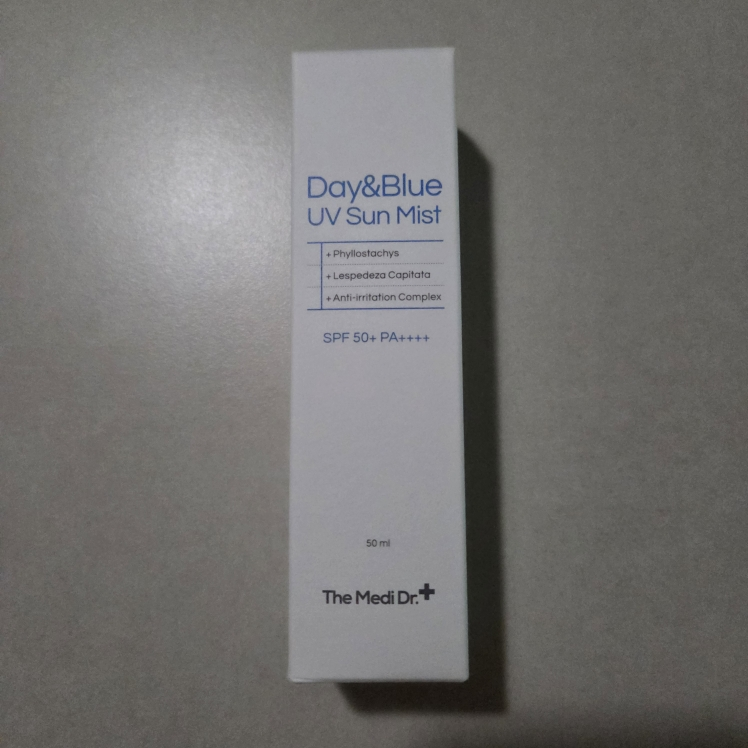 Day&Blue
UV Sun Mist
+ Phyllostachys
+ Lespedeza Capitata
+ Anti-irritation Complex
SPF 50+ PA++++
50 ml
The Medi Dr.+